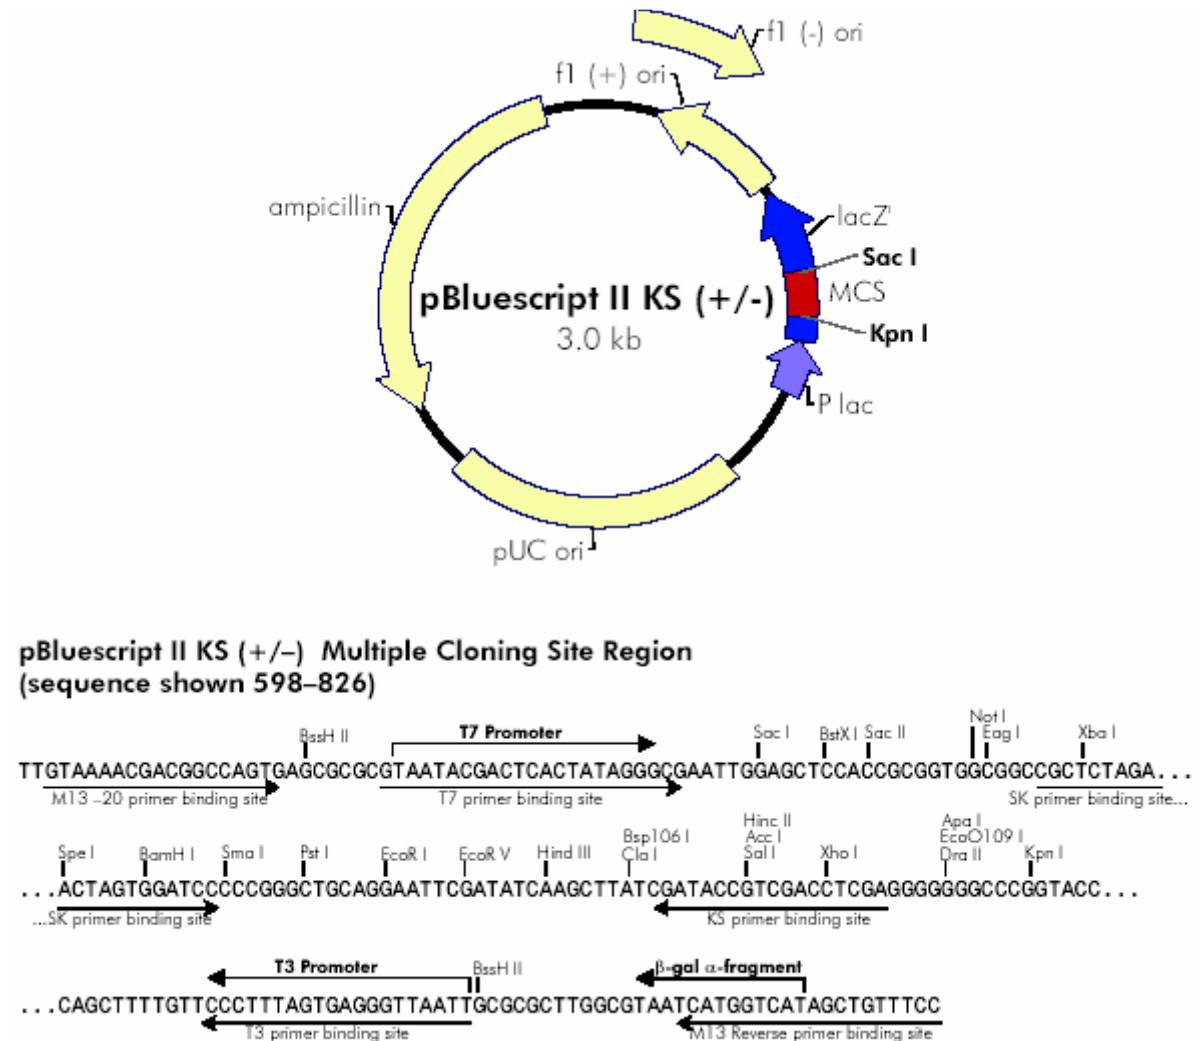 f1 (-) ori
f1 (+) ori
ampicillin
lacZ'
Sac I
pBluescript II KS (+/-)
MCS
3.0 kb
Kpn I
P lac
pUC ori
pBluescript II KS (+/–) Multiple Cloning Site Region
(sequence shown 598–826)
BssH II T7 Promoter Sac I BstX I Sac II Not I Eag I Xba I
TTGTAAAACGACGGCCAGTGAGCGCGCGTAATACGACTCACTATAGGGCGAATTGGAGCTCCACCGCGGTGGCGGCCGCTCTAGA...
M13 –20 primer binding site T7 primer binding site SK primer binding site...
Hinc II Apa I
Bsp106 I Acc I EcoO109 I
Spe I BamH I Sma I Pst I EcoR I EcoR V Hind III Cla I Sal I Xho I Dra II Kpn I
...ACTAGTGGATCCCCCGGGCTGCAGGAATTCGATATCAAGCTTATCGATACCGTCGACCTCGAGGGGGGGCCCGGTACC...
...SK primer binding site KS primer binding site
T3 Promoter BssH II β-gal α-fragment
...CAGCTTTTGTTCCCTTTAGTGAGGGTTAATTGCGCGCTTGGCGTAATCATGGTCATAGCTGTTTCC
T3 primer binding site M13 Reverse primer binding site